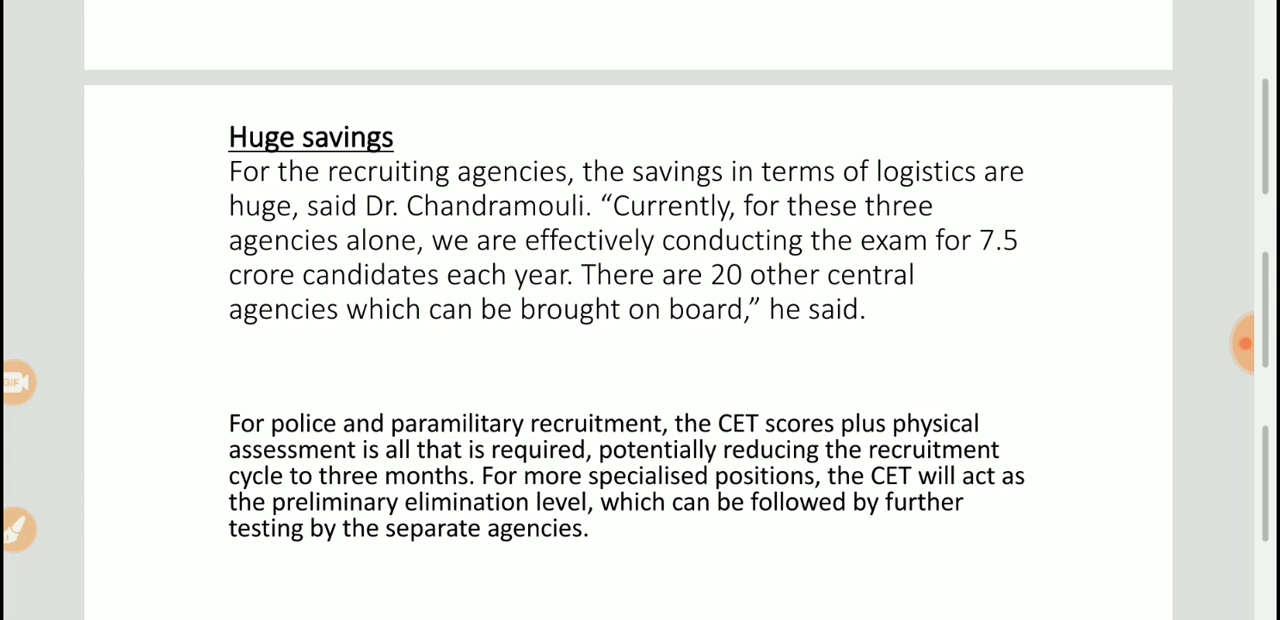 Huge savings
For the recruiting agencies, the savings in terms of logistics are
huge, said Dr. Chandramouli. “Currently, for these three
agencies alone, we are effectively conducting the exam for 7.5
crore candidates each year. There are 20 other central
agencies which can be brought on board,” he said.
For police and paramilitary recruitment, the CET scores plus physical
assessment is all that is required, potentially reducing the recruitment
cycle to three months. For more specialised positions, the CET will act as
the preliminary elimination level, which can be followed by further
testing by the separate agencies.
GIF